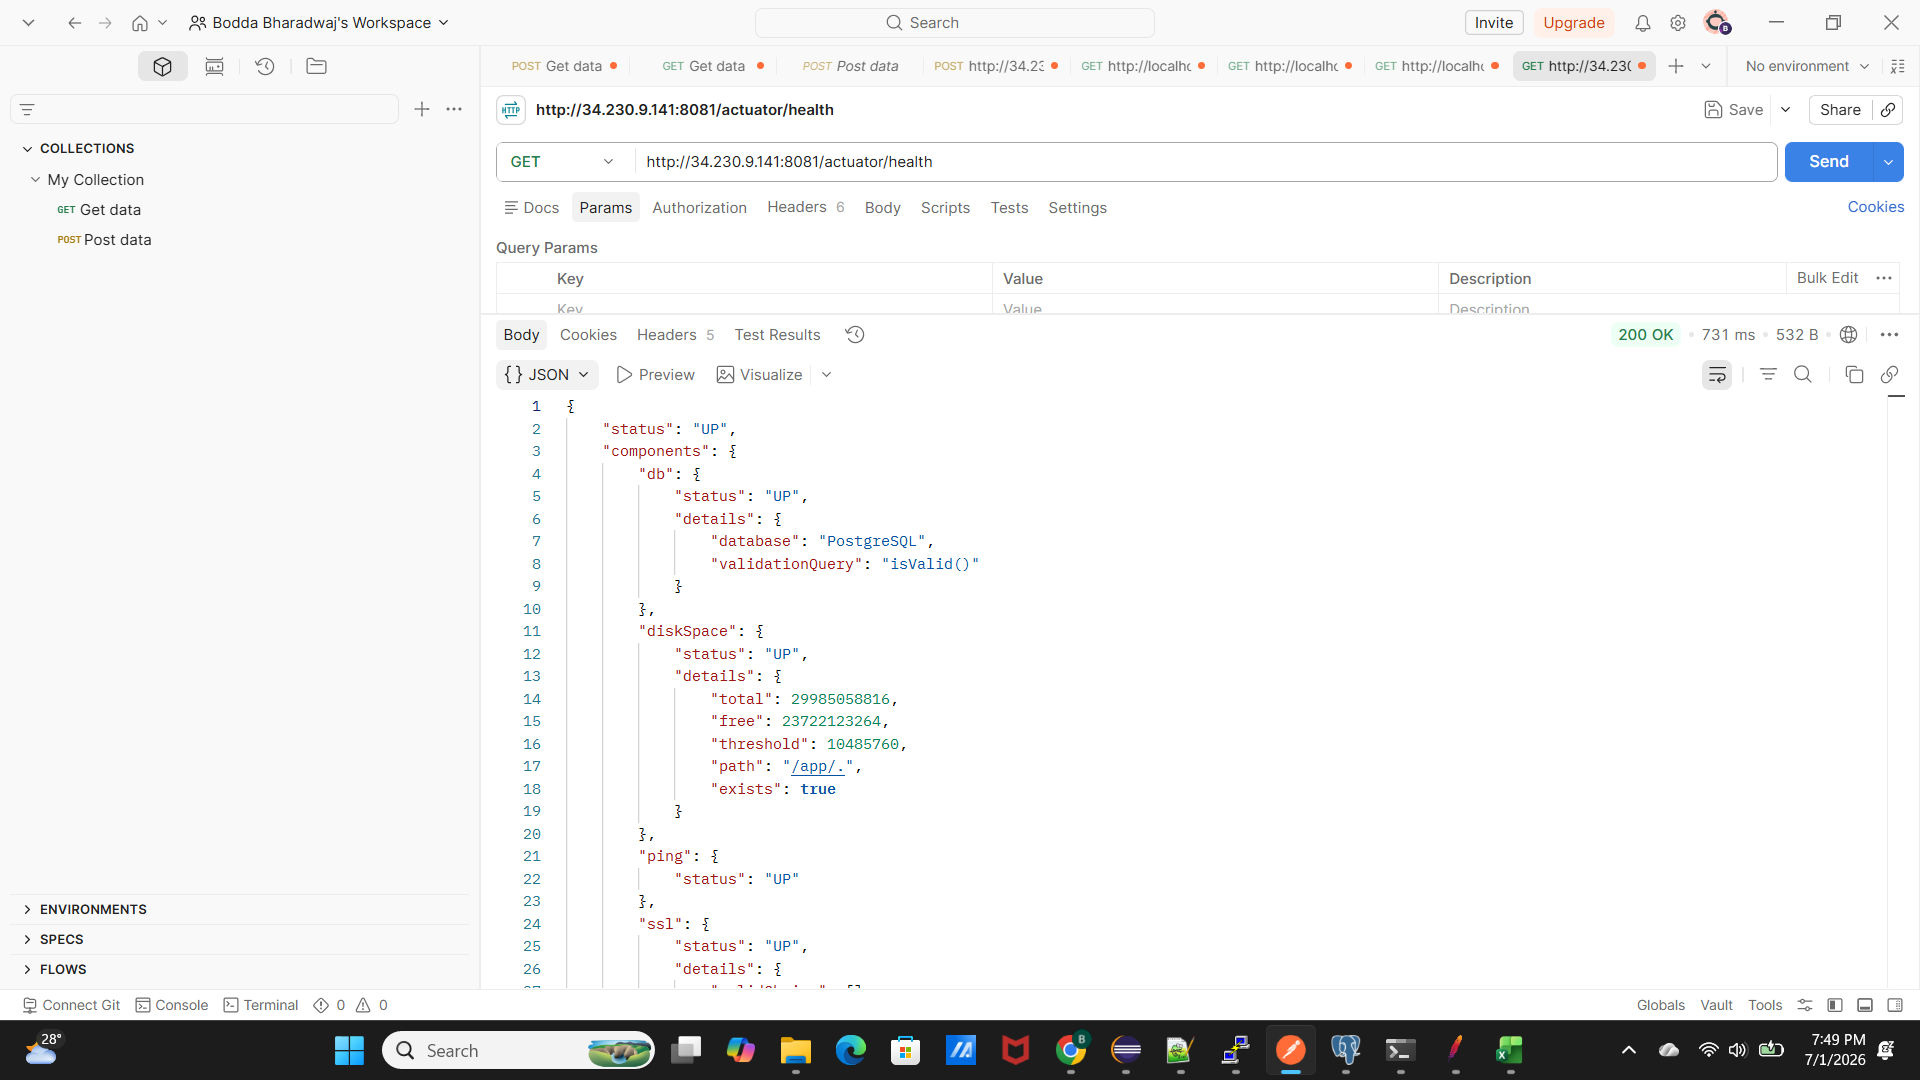 Bodda Bharadwaj's Workspace
Search
Invite
Upgrade
B
POST Get data
GET Get data
POST Post data
POST http://34.23
GET http://localhc
GET http://localhc
GET http://localhc
GET http://34.230
No environment
HTTP http://34.230.9.141:8081/actuator/health
Save
Share
COLLECTIONS
My Collection
GET Get data
POST Post data
GET http://34.230.9.141:8081/actuator/health
Send
Docs Params Authorization Headers 6 Body Scripts Tests Settings
Cookies
Query Params
Key Value Description Bulk Edit
Key Value Description
Body Cookies Headers 5 Test Results
200 OK 731 ms 532 B
{} JSON Preview Visualize
1 {
2 "status": "UP",
3 "components": {
4 "db": {
5 "status": "UP",
6 "details": {
7 "database": "PostgreSQL",
8 "validationQuery": "isValid()"
9 }
10 },
11 "diskSpace": {
12 "status": "UP",
13 "details": {
14 "total": 29985058816,
15 "free": 23722123264,
16 "threshold": 10485760,
17 "path": "/app/.",
18 "exists": true
19 }
20 },
21 "ping": {
22 "status": "UP"
23 },
24 "ssl": {
25 "status": "UP",
26 "details": {
ENVIRONMENTS
SPECS
FLOWS
Connect Git Console Terminal 0 0
Globals Vault Tools
28°
Search
B
7:49 PM
7/1/2026